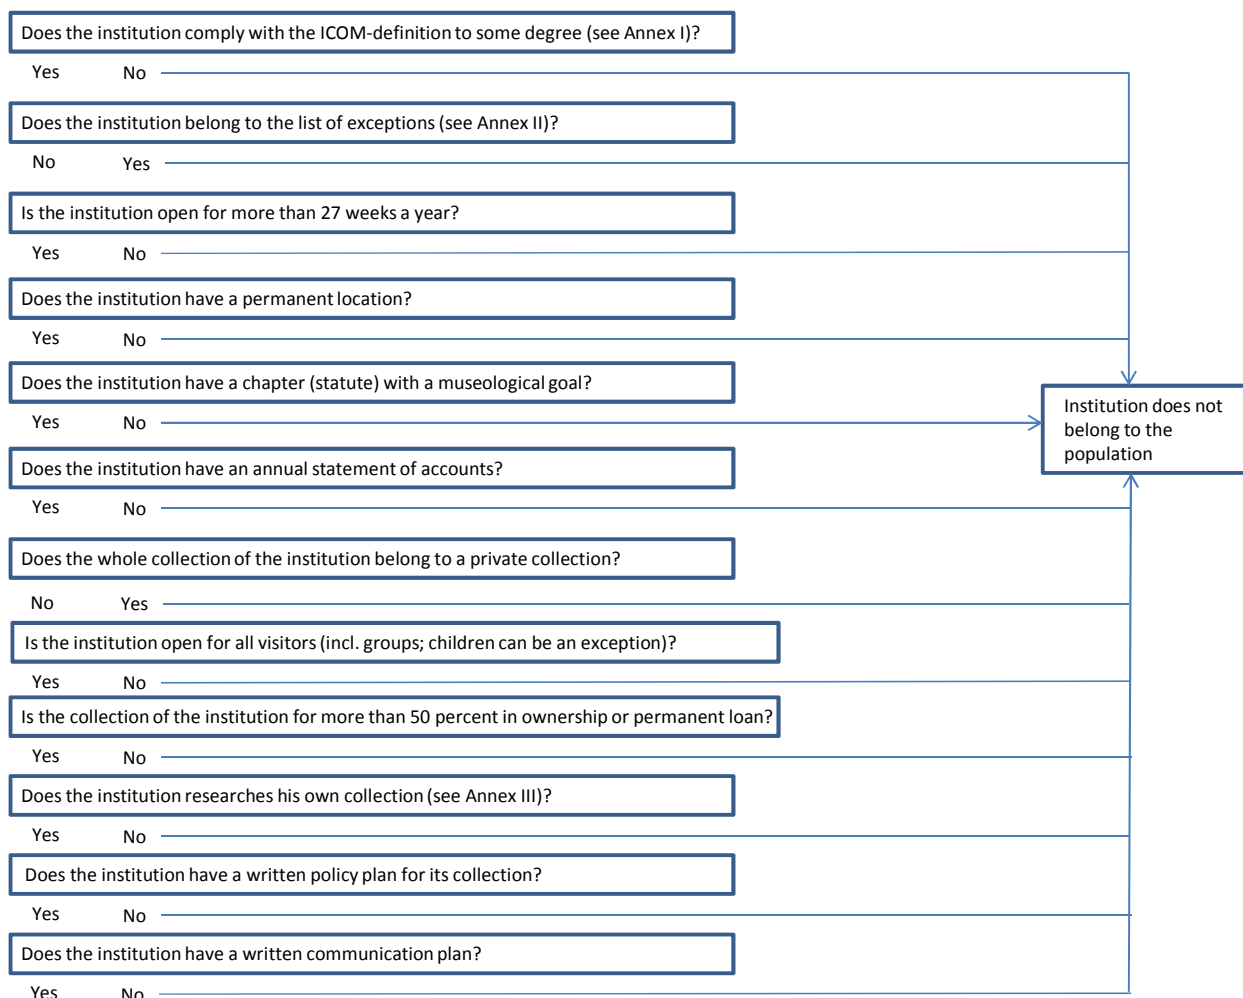 Does the institution comply with the ICOM-definition to some degree (see Annex I)?
Yes No
Does the institution belong to the list of exceptions (see Annex II)?
No Yes
Is the institution open for more than 27 weeks a year?
Yes No
Does the institution have a permanent location?
Yes No
Does the institution have a chapter (statute) with a museological goal?
Yes No
Institution does not
belong to the
population
Does the institution have an annual statement of accounts?
Yes No
Does the whole collection of the institution belong to a private collection?
No Yes
Is the institution open for all visitors (incl. groups; children can be an exception)?
Yes No
Is the collection of the institution for more than 50 percent in ownership or permanent loan?
Yes No
Does the institution researches his own collection (see Annex III)?
Yes No
Does the institution have a written policy plan for its collection?
Yes No
Does the institution have a written communication plan?
Yes No